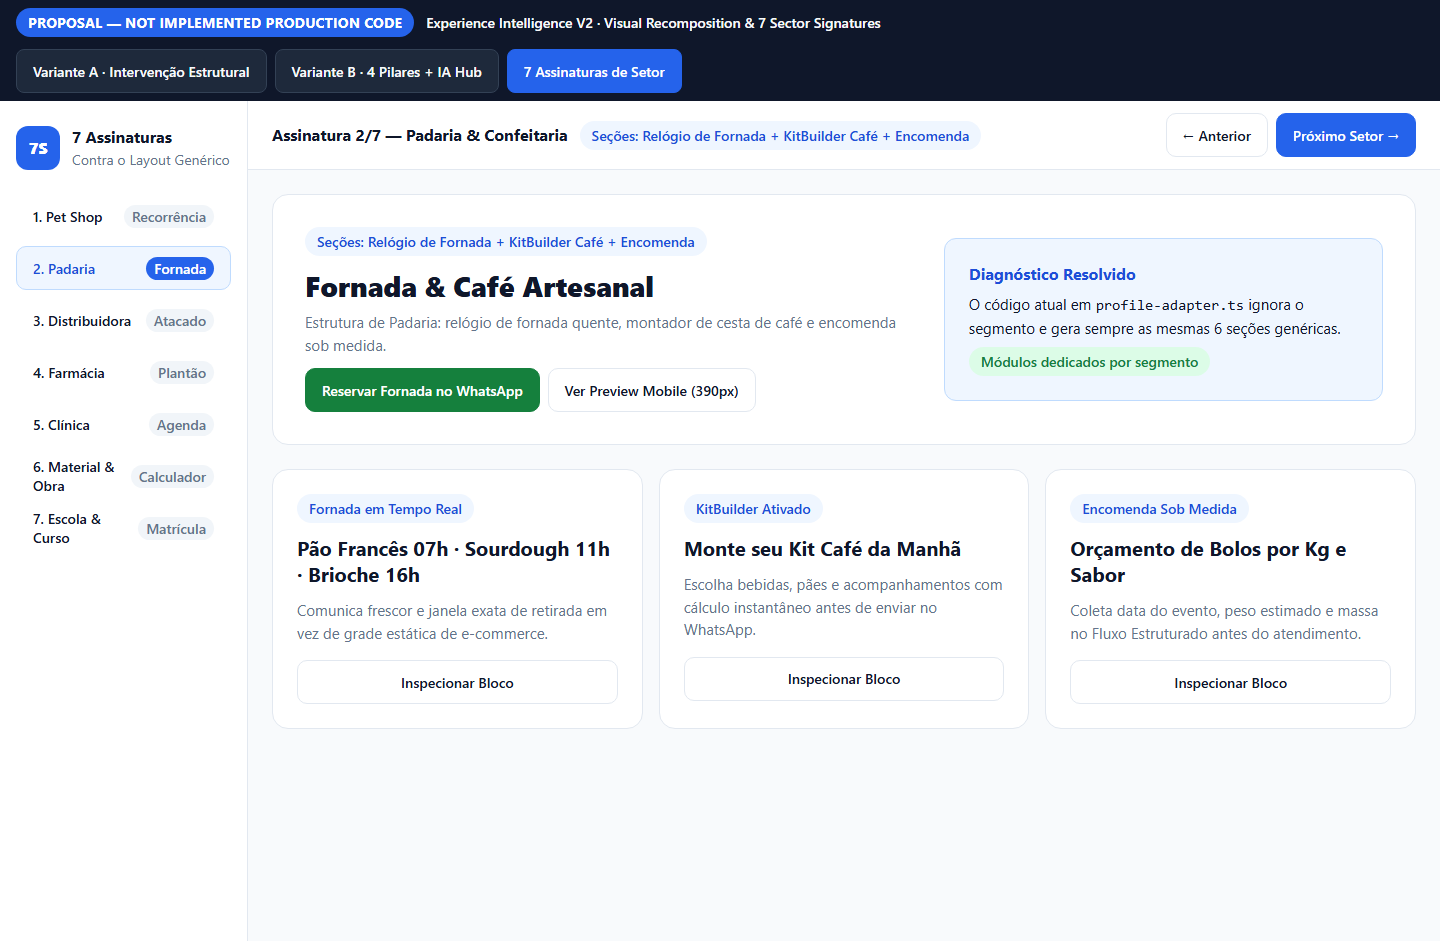 PROPOSAL — NOT IMPLEMENTED PRODUCTION CODE
Experience Intelligence V2 · Visual Recomposition & 7 Sector Signatures
Variante A · Intervenção Estrutural
Variante B · 4 Pilares + IA Hub
7 Assinaturas de Setor
7S
7 Assinaturas
Contra o Layout Genérico
1. Pet Shop
Recorrência
2. Padaria
Fornada
3. Distribuidora
Atacado
4. Farmácia
Plantão
5. Clínica
Agenda
6. Material &
Obra
Calculador
7. Escola &
Curso
Matrícula
Assinatura 2/7 — Padaria & Confeitaria
Seções: Relógio de Fornada + KitBuilder Café + Encomenda
← Anterior
Próximo Setor →
Seções: Relógio de Fornada + KitBuilder Café + Encomenda
Fornada & Café Artesanal
Estrutura de Padaria: relógio de fornada quente, montador de cesta de café e encomenda
sob medida.
Reservar Fornada no WhatsApp
Ver Preview Mobile (390px)
Diagnóstico Resolvido
O código atual em profile-adapter.ts ignora o
segmento e gera sempre as mesmas 6 seções genéricas.
Módulos dedicados por segmento
Fornada em Tempo Real
Pão Francês 07h · Sourdough 11h
· Brioche 16h
Comunica frescor e janela exata de retirada em
vez de grade estática de e-commerce.
Inspecionar Bloco
KitBuilder Ativado
Monte seu Kit Café da Manhã
Escolha bebidas, pães e acompanhamentos com
cálculo instantâneo antes de enviar no
WhatsApp.
Inspecionar Bloco
Encomenda Sob Medida
Orçamento de Bolos por Kg e
Sabor
Coleta data do evento, peso estimado e massa
no Fluxo Estruturado antes do atendimento.
Inspecionar Bloco